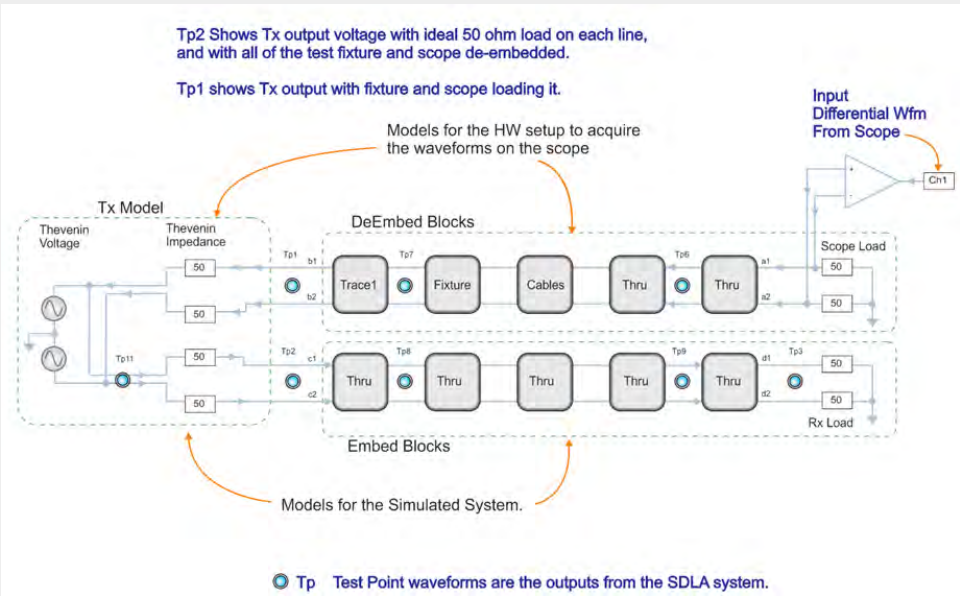 Tp2 Shows Tx output voltage with ideal 50 ohm load on each line,
and with all of the test fixture and scope de-embedded.
Tp1 shows Tx output with fixture and scope loading it.
Input
Differential Wfm
From Scope
Models for the HW setup to acquire
the waveforms on the scope
+
-
Ch1
Tx Model
DeEmbed Blocks
Thevenin
Voltage
Thevenin
Impedance
Scope Load
50
Tp1
b1
Trace1
Tp7
Fixture
Cables
Thru
Tp6
Thru
a1
50
50
b2
a2
50
Tp11
50
Tp2
c1
Thru
Tp8
Thru
Thru
Thru
Tp9
Thru
d1
Tp3
50
50
c2
d2
50
Rx Load
Embed Blocks
Models for the Simulated System.
Tp Test Point waveforms are the outputs from the SDLA system.